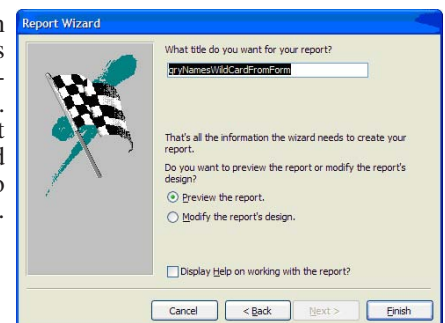 Report Wizard
What title do you want for your report?
qryNamesWildCardFromForm
That's all the information the wizard needs to create your
report.
Do you want to preview the report or modify the report's
design?
Preview the report.
Modify the report's design.
Display Help on working with the report?
Cancel
< Back
Next >
Finish